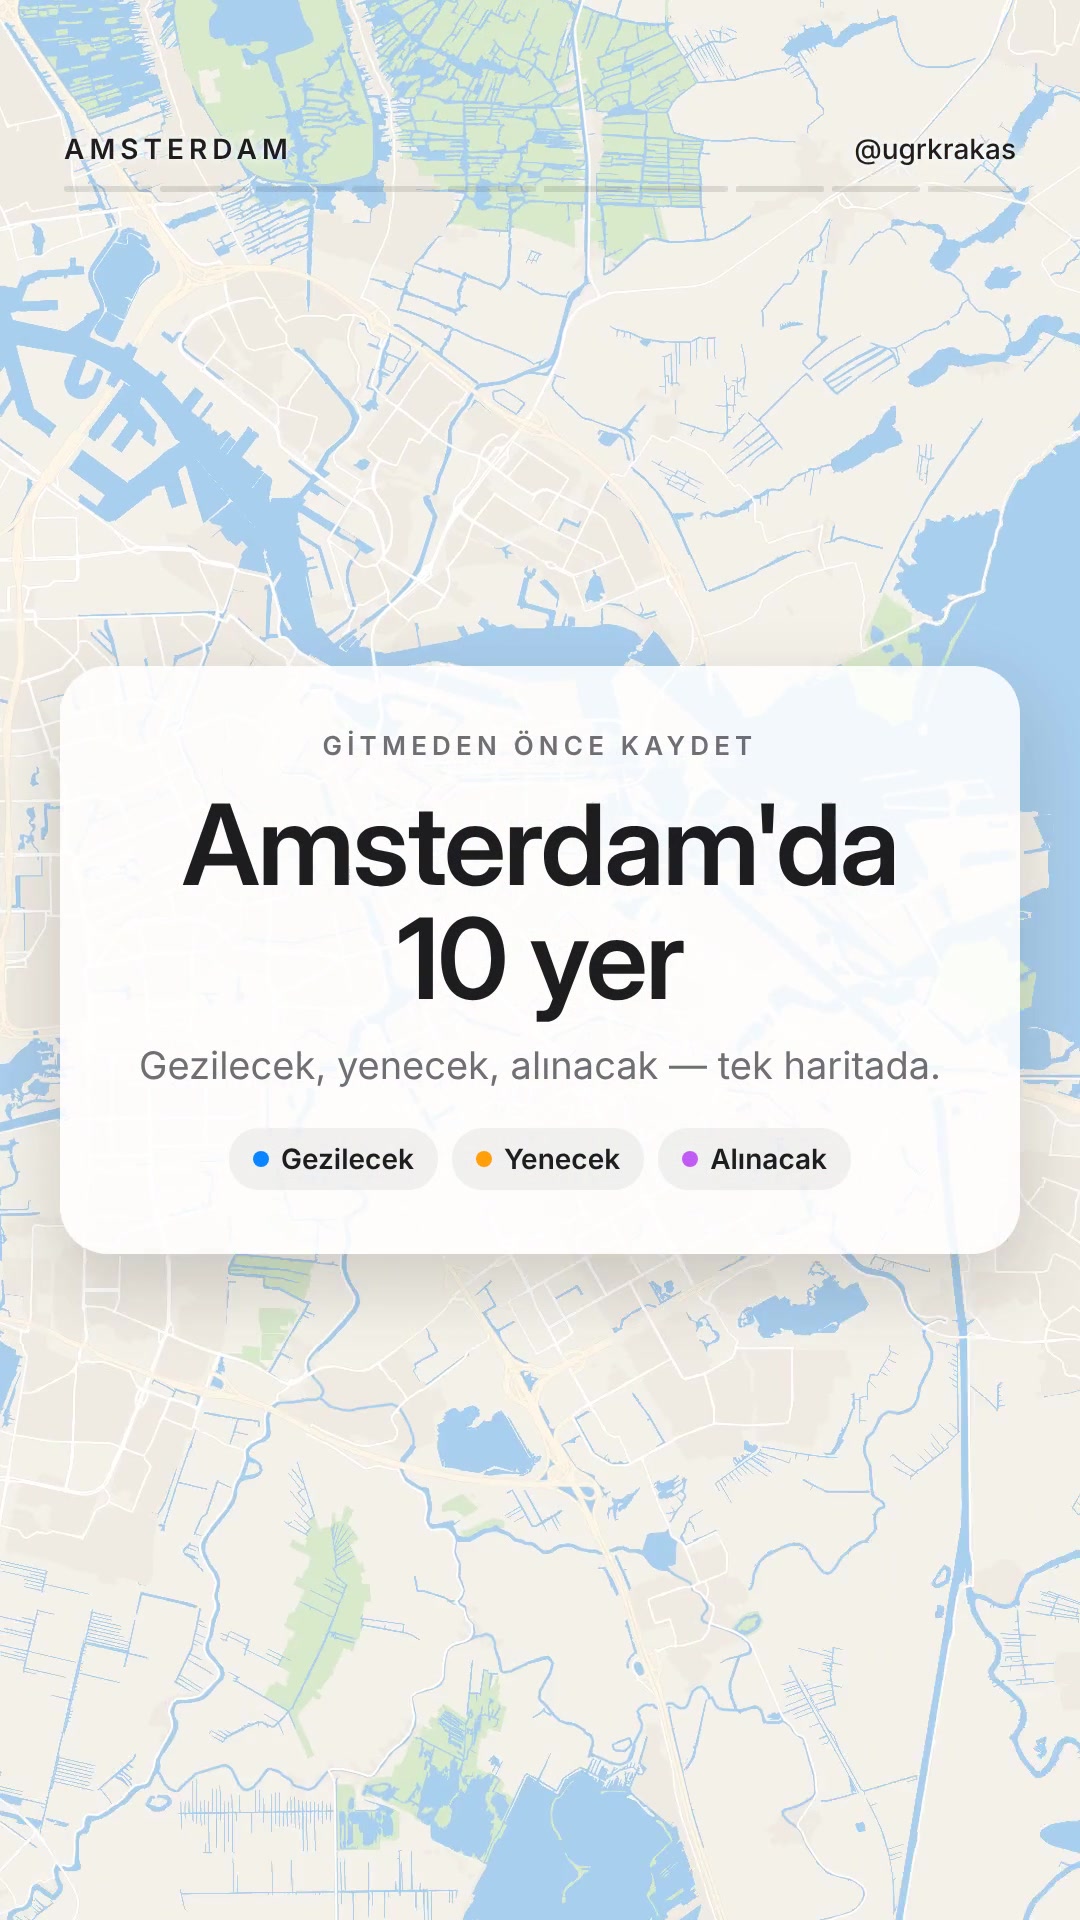 AMSTERDAM
@ugrkrakas
GİTMEDEN ÖNCE KAYDET
Amsterdam'da
10 yer
Gezilecek, yenecek, alınacak — tek haritada.
Gezilecek
Yenecek
Alınacak